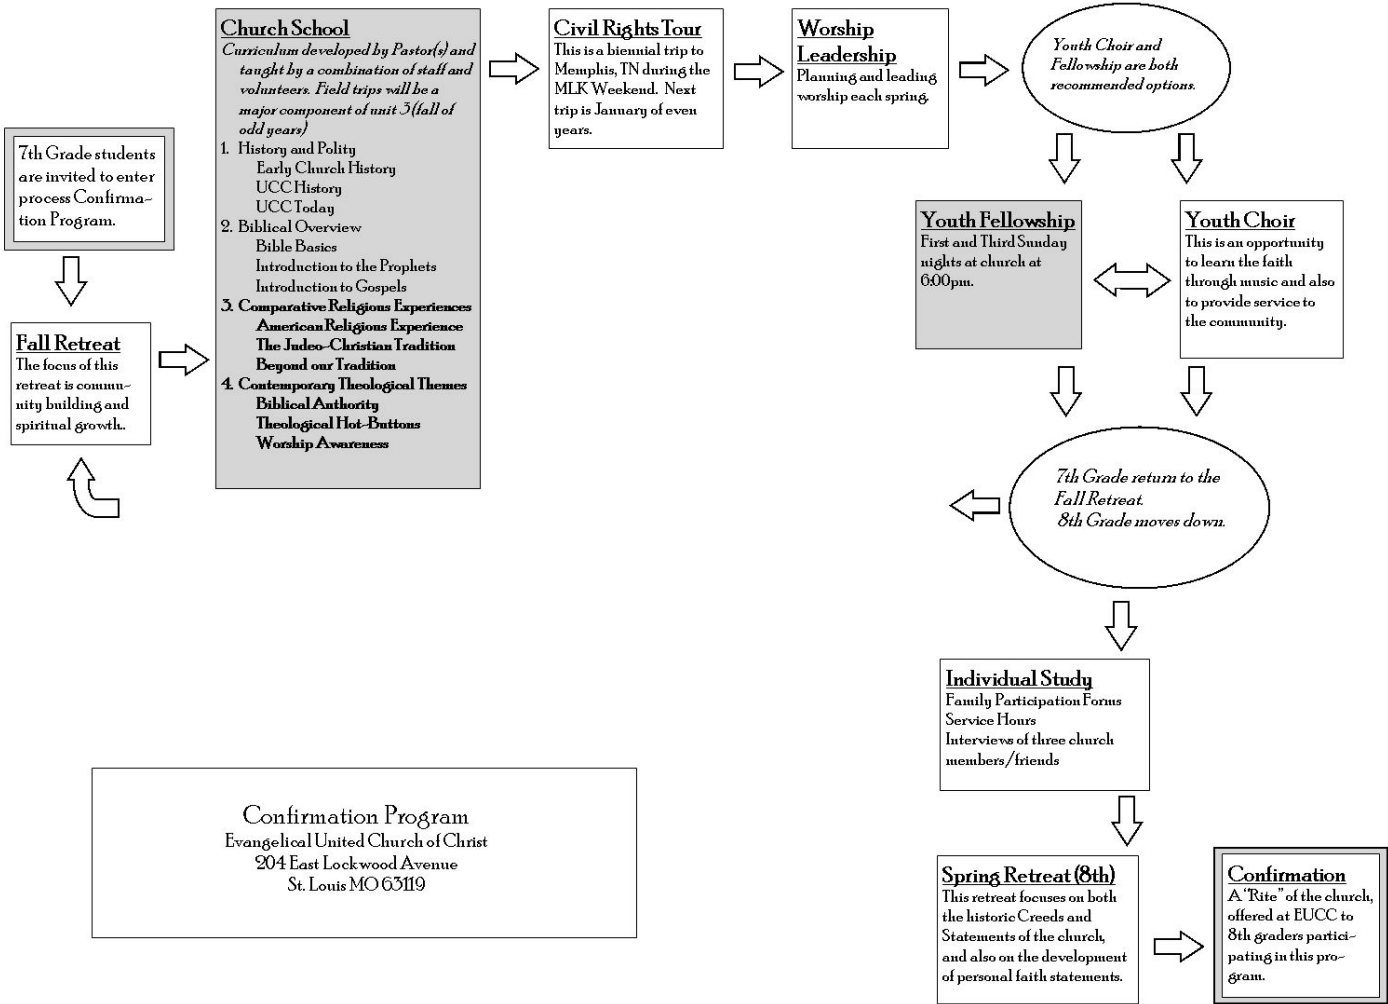 7th Grade students
are invited to enter
process Confirma-
tion Program.
Fall Retreat
The focus of this
retreat is commu-
nity building and
spiritual growth.
Church School
Curriculum developed by Pastor(s) and
taught by a combination of staff and
volunteers. Field trips will be a
major component of unit 3 (fall of
odd years)
1. History and Polity
Early Church History
UCC History
UCC Today
2. Biblical Overview
Bible Basics
Introduction to the Prophets
Introduction to Gospels
3. Comparative Religious Experiences
American Religious Experience
The Judeo-Christian Tradition
Beyond our Tradition
4. Contemporary Theological Themes
Biblical Authority
Theological Hot-Buttons
Worship Awareness
Civil Rights Tour
This is a biennial trip to
Memphis, TN during the
MLK Weekend. Next
trip is January of even
years.
Worship
Leadership
Planning and leading
worship each spring.
Youth Choir and
Fellowship are both
recommended options.
Youth Fellowship
First and Third Sunday
nights at church at
6:00pm.
Youth Choir
This is an opportunity
to learn the faith
through music and also
to provide service to
the community.
7th Grade return to the
Fall Retreat.
8th Grade moves down.
Individual Study
Family Participation Forms
Service Hours
Interviews of three church
members/friends
Spring Retreat (8th)
This retreat focuses on both
the historic Creeds and
Statements of the church,
and also on the development
of personal faith statements.
Confirmation
A "Rite" of the church,
offered at EUCC to
8th graders partici-
pating in this pro-
gram.
Confirmation Program
Evangelical United Church of Christ
204 East Lockwood Avenue
St. Louis MO 63119